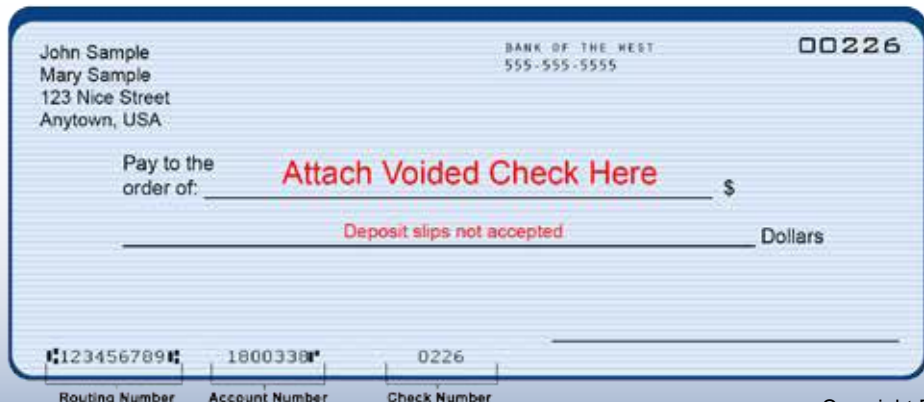 John Sample
Mary Sample
123 Nice Street
Anytown, USA
BANK OF THE WEST
555-555-5555
00226
Pay to the
order of: Attach Voided Check Here $
Deposit slips not accepted Dollars
⑆123456789⑆ 1800338⑈ 0226
Routing Number Account Number Check Number